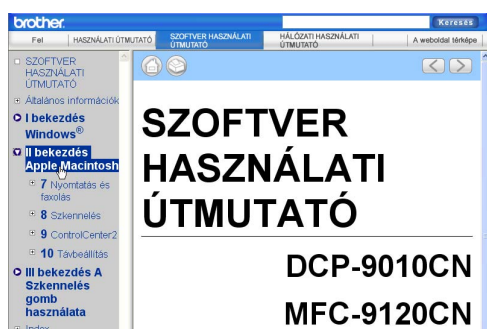 brother.
Keresés
Fel
HASZNÁLATI ÚTMUTATÓ
SZOFTVER HASZNÁLATI
ÚTMUTATÓ
HÁLÓZATI HASZNÁLATI
ÚTMUTATÓ
A weboldal térképe
SZOFTVER
HASZNÁLATI
ÚTMUTATÓ
Általános információk
I bekezdés
Windows®
II bekezdés
Apple Macintosh
7 Nyomtatás és
faxolás
8 Szkennelés
9 ControlCenter2
10 Távbeállítás
III bekezdés A
Szkennelés
gomb
használata
Index
SZOFTVER
HASZNÁLATI
ÚTMUTATÓ
DCP-9010CN
MFC-9120CN